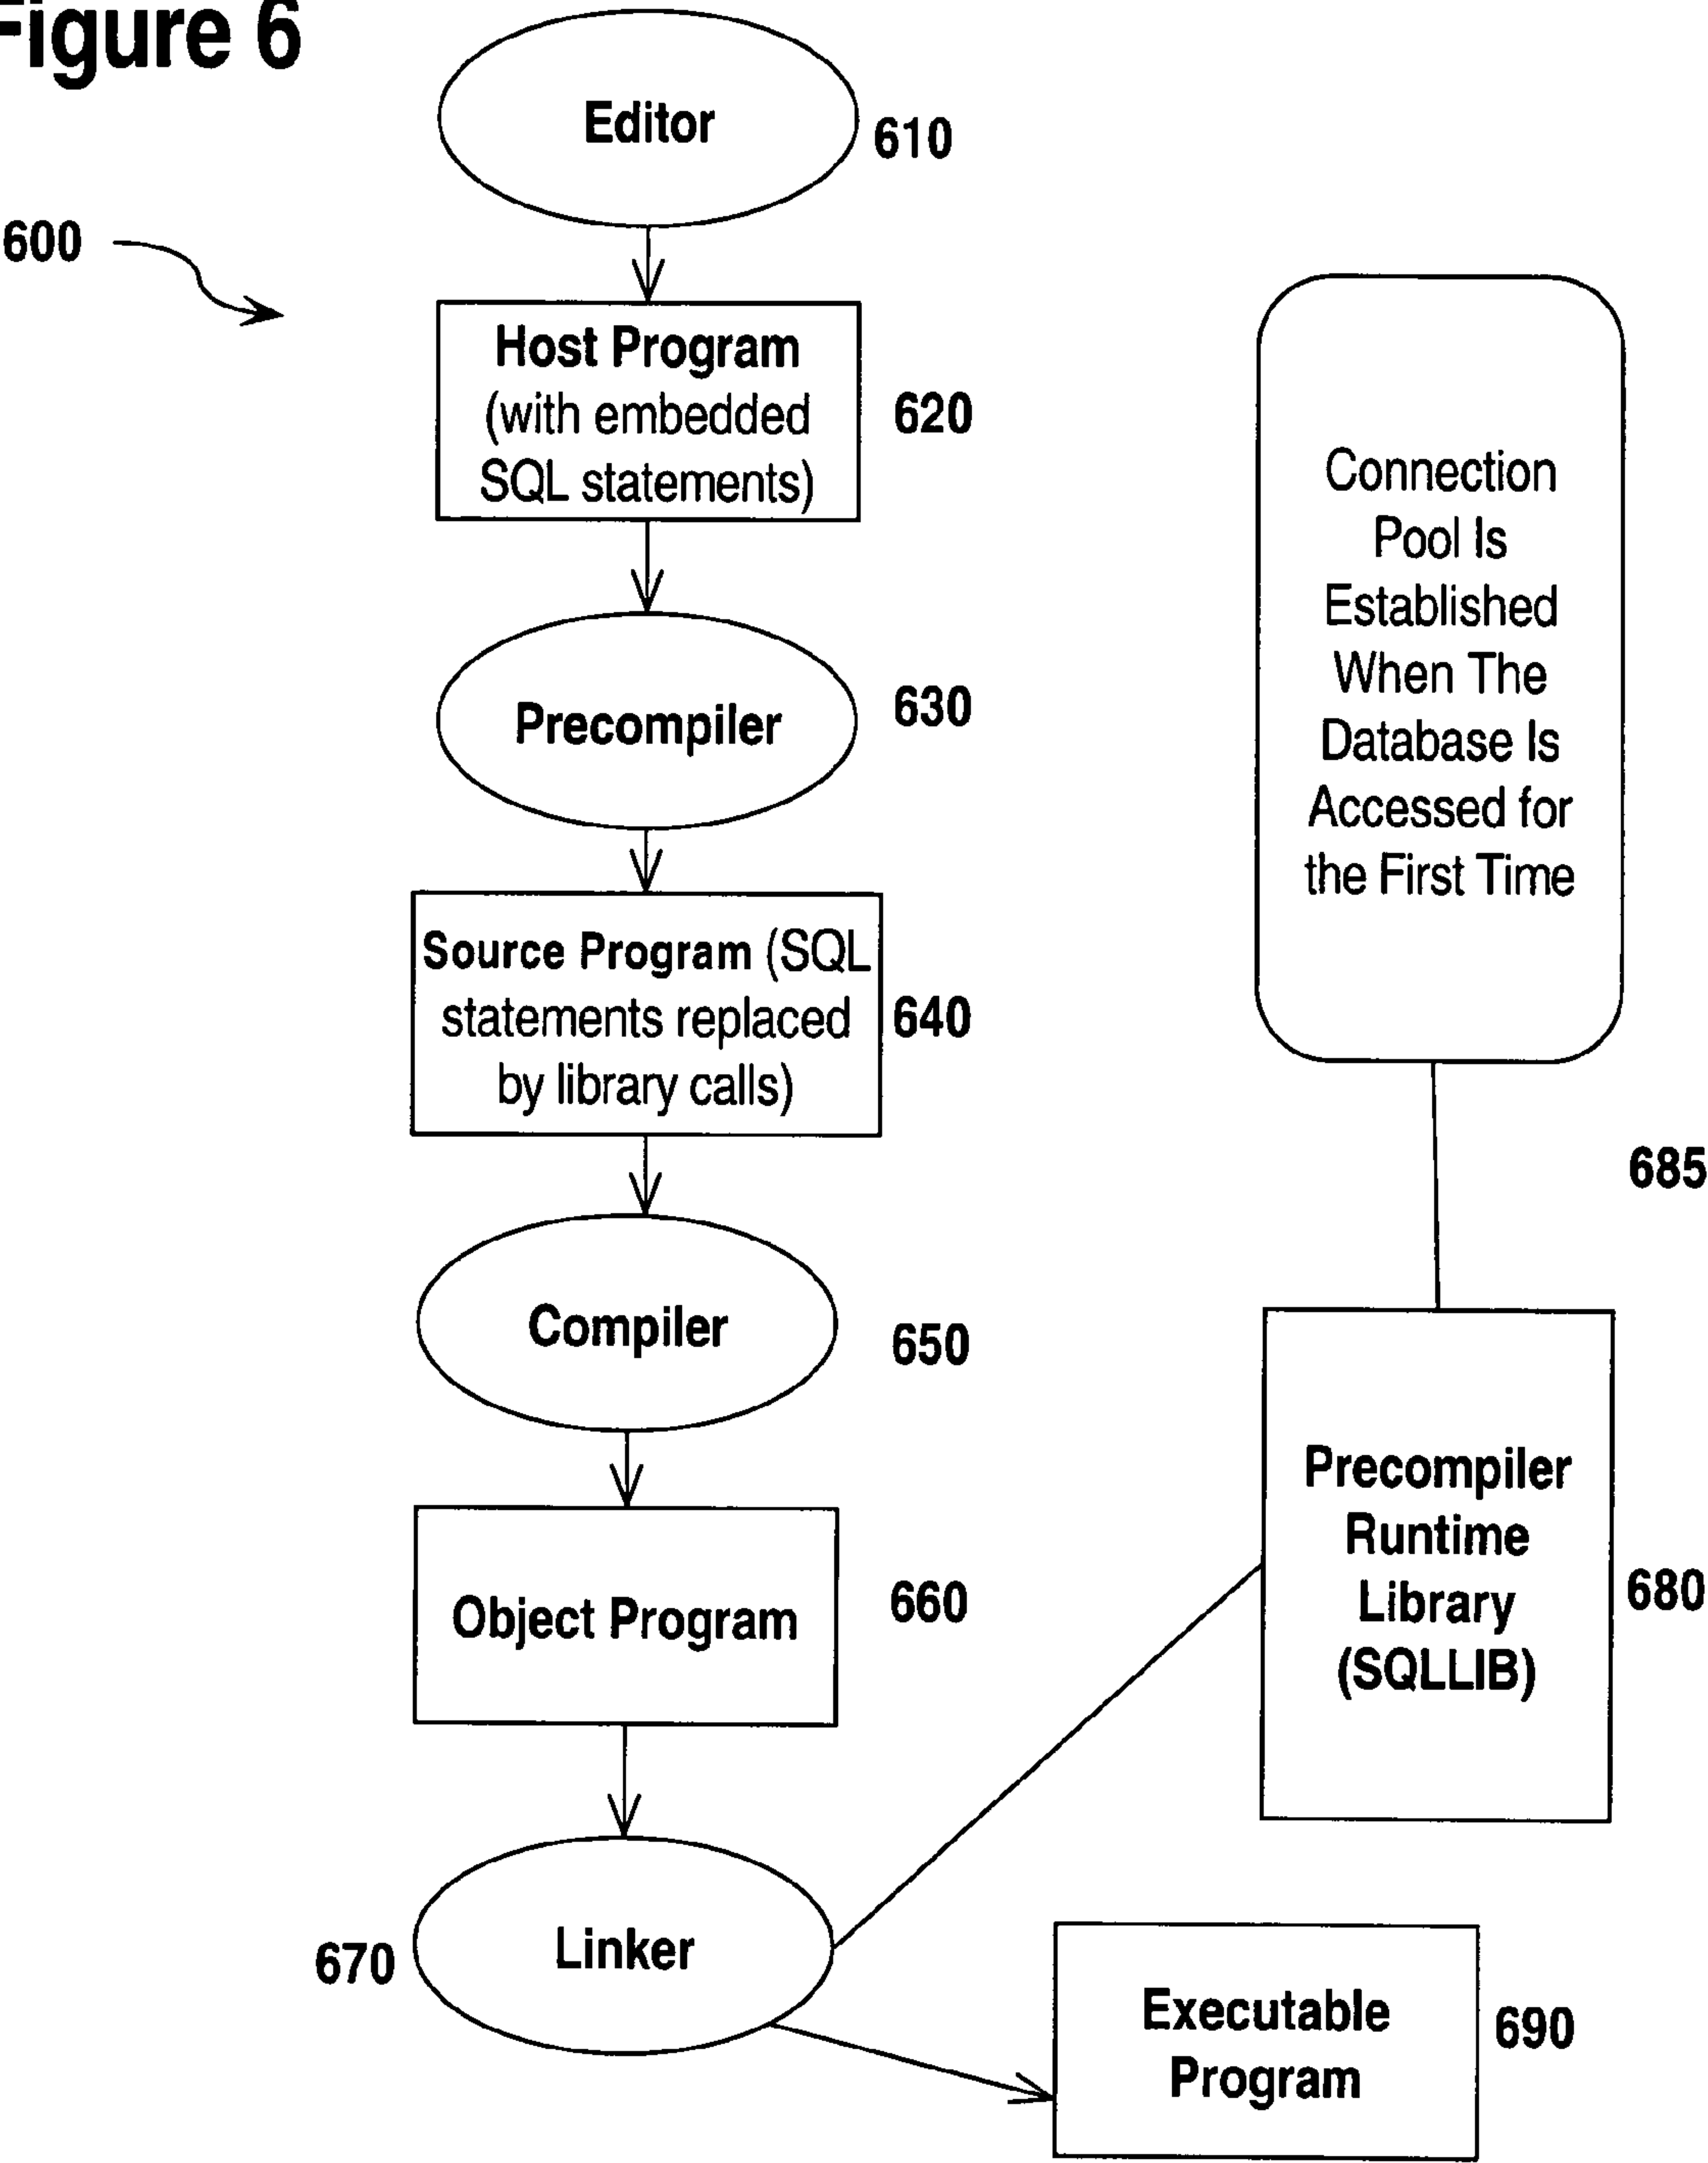 Figure 6
Editor
610
600
Host Program
(with embedded
SQL statements)
620
Precompiler
630
Source Program (SQL
statements replaced
by library calls)
640
Compiler
650
Object Program
660
Linker
670
Connection
Pool Is
Established
When The
Database Is
Accessed for
the First Time
685
Precompiler
Runtime
Library
(SQLLIB)
680
Executable
Program
690